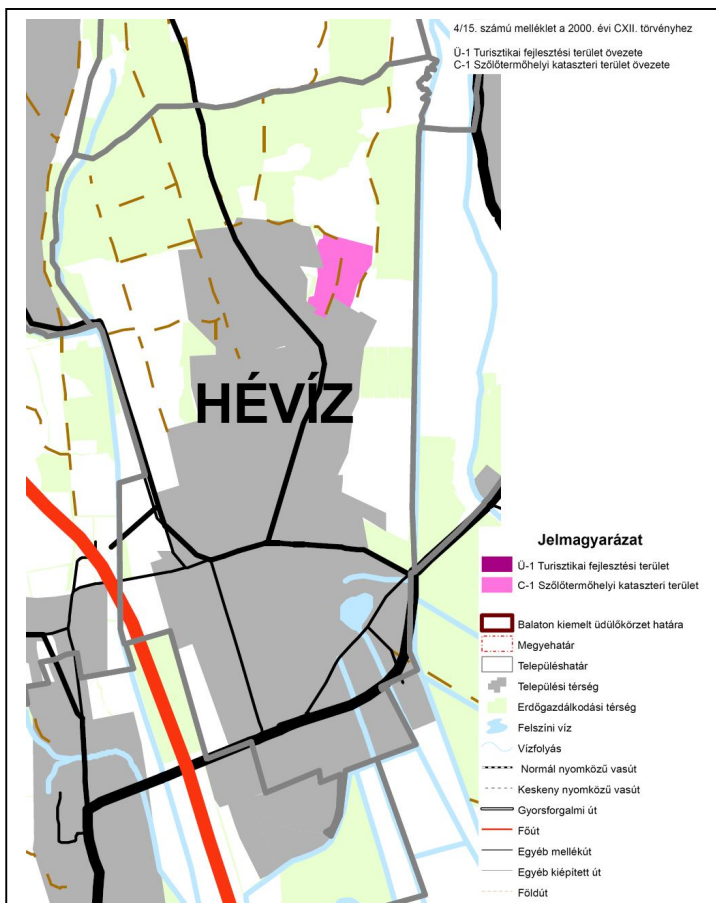 4/15. számú melléklet a 2000. évi CXII. törvényhez
Ü-1 Turisztikai fejlesztési terület övezete
C-1 Szőlőtermőhelyi kataszteri terület övezete
HÉVÍZ
Jelmagyarázat
Ü-1 Turisztikai fejlesztési terület
C-1 Szőlőtermőhelyi kataszteri terület
Balaton kiemelt üdülőkörzet határa
Megyehatár
Településhatár
Települési térség
Erdőgazdálkodási térség
Felszíni víz
Vízfolyás
Normál nyomközű vasút
Keskeny nyomközű vasút
Gyorsforgalmi út
Főút
Egyéb mellékút
Egyéb kiépített út
Földút